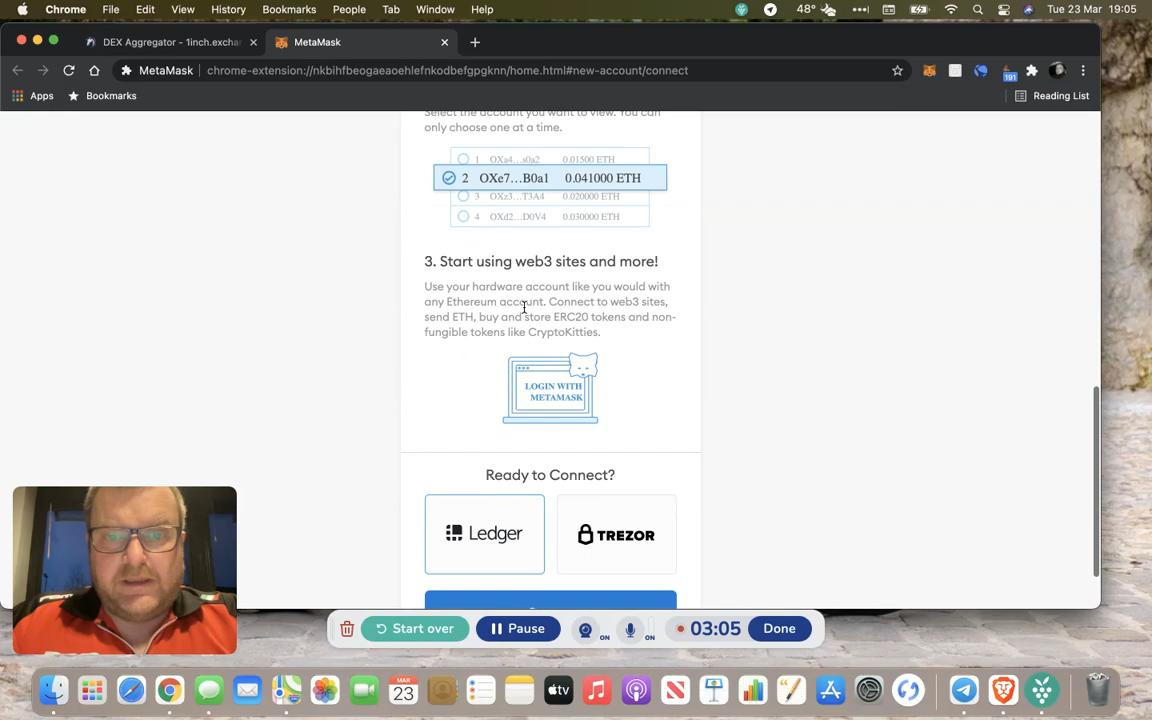 Chrome File Edit View History Bookmarks People Tab Window Help 48° Tue 23 Mar 19:05
DEX Aggregator - 1inch.exchan
MetaMask
MetaMask chrome-extension://nkbihfbeogaeaoehlefnkodbefgpgknn/home.html#new-account/connect
191
Apps Bookmarks Reading List
Select the account you want to view. You can
only choose one at a time.
1 OXa4...s0a2 0.01500 ETH
2 OXe7...B0a1 0.041000 ETH
3 OXz3...T3A4 0.020000 ETH
4 OXd2...D0V4 0.030000 ETH
3. Start using web3 sites and more!
Use your hardware account like you would with
any Ethereum account. Connect to web3 sites,
send ETH, buy and store ERC20 tokens and non-
fungible tokens like CryptoKitties.
LOGIN WITH
METAMASK
Ready to Connect?
Ledger
TREZOR
Start over Pause ON ON 03:05 Done
MAR
23
tv